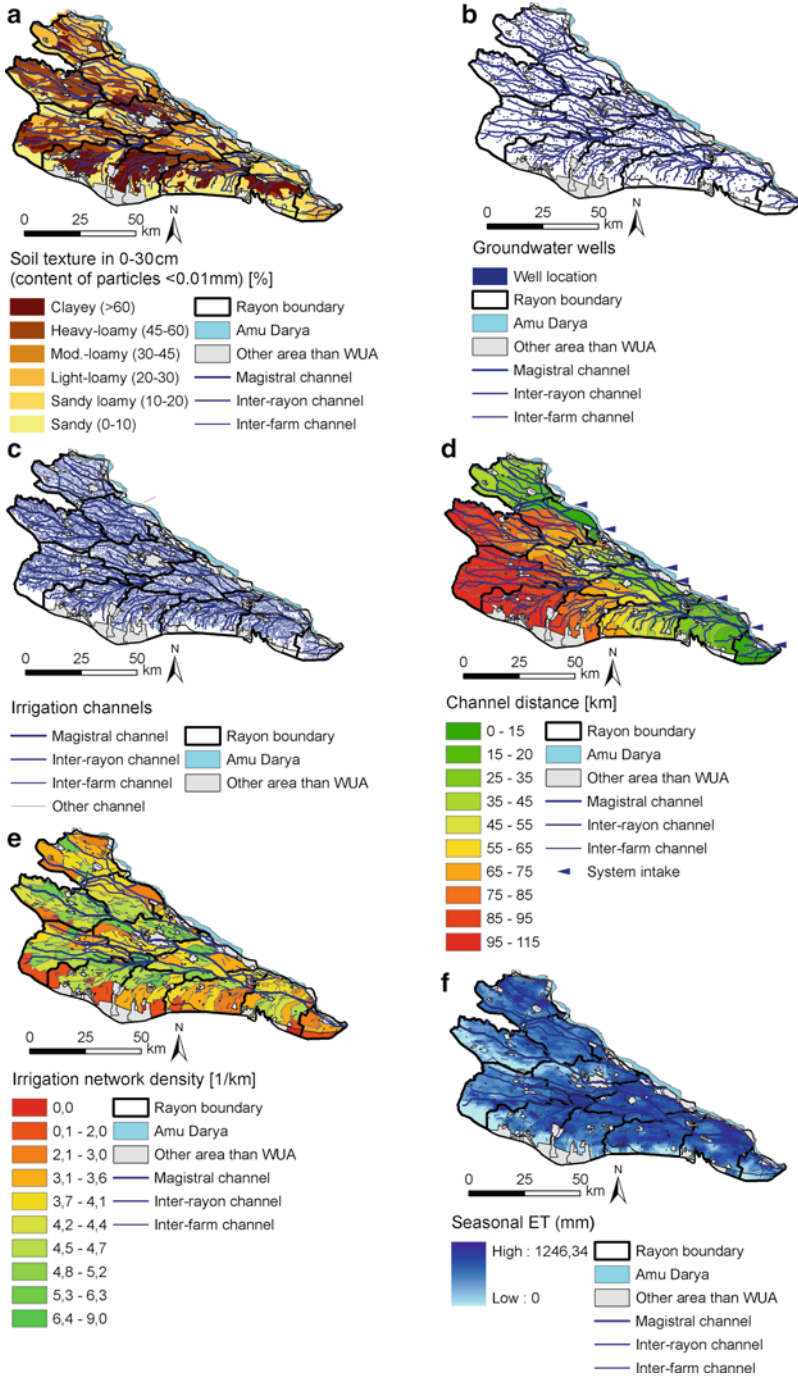 a
N
0 25 50
km
Soil texture in 0-30cm
(content of particles <0.01mm) [%]
Clayey (>60)
Heavy-loamy (45-60)
Mod.-loamy (30-45)
Light-loamy (20-30)
Sandy loamy (10-20)
Sandy (0-10)
Rayon boundary
Amu Darya
Other area than WUA
Magistral channel
Inter-rayon channel
Inter-farm channel
b
N
0 25 50
km
Groundwater wells
Well location
Rayon boundary
Amu Darya
Other area than WUA
Magistral channel
Inter-rayon channel
Inter-farm channel
c
N
0 25 50
km
Irrigation channels
Magistral channel
Inter-rayon channel
Inter-farm channel
Other channel
Rayon boundary
Amu Darya
Other area than WUA
d
N
0 25 50
km
Channel distance [km]
0 - 15
15 - 20
25 - 35
35 - 45
45 - 55
55 - 65
65 - 75
75 - 85
85 - 95
95 - 115
Rayon boundary
Amu Darya
Other area than WUA
Magistral channel
Inter-rayon channel
Inter-farm channel
System intake
e
N
0 25 50
km
Irrigation network density [1/km]
0,0
0,1 - 2,0
2,1 - 3,0
3,1 - 3,6
3,7 - 4,1
4,2 - 4,4
4,5 - 4,7
4,8 - 5,2
5,3 - 6,3
6,4 - 9,0
Rayon boundary
Amu Darya
Other area than WUA
Magistral channel
Inter-rayon channel
Inter-farm channel
f
N
0 25 50
km
Seasonal ET (mm)
High : 1246,34
Low : 0
Rayon boundary
Amu Darya
Other area than WUA
Magistral channel
Inter-rayon channel
Inter-farm channel